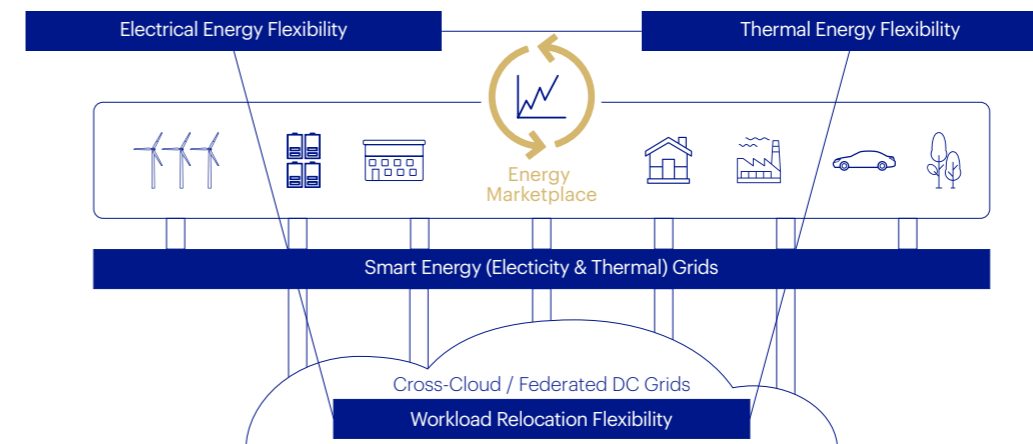 Electrical Energy Flexibility
Thermal Energy Flexibility
Energy
Marketplace
Smart Energy (Electicity & Thermal) Grids
Cross-Cloud / Federated DC Grids
Workload Relocation Flexibility